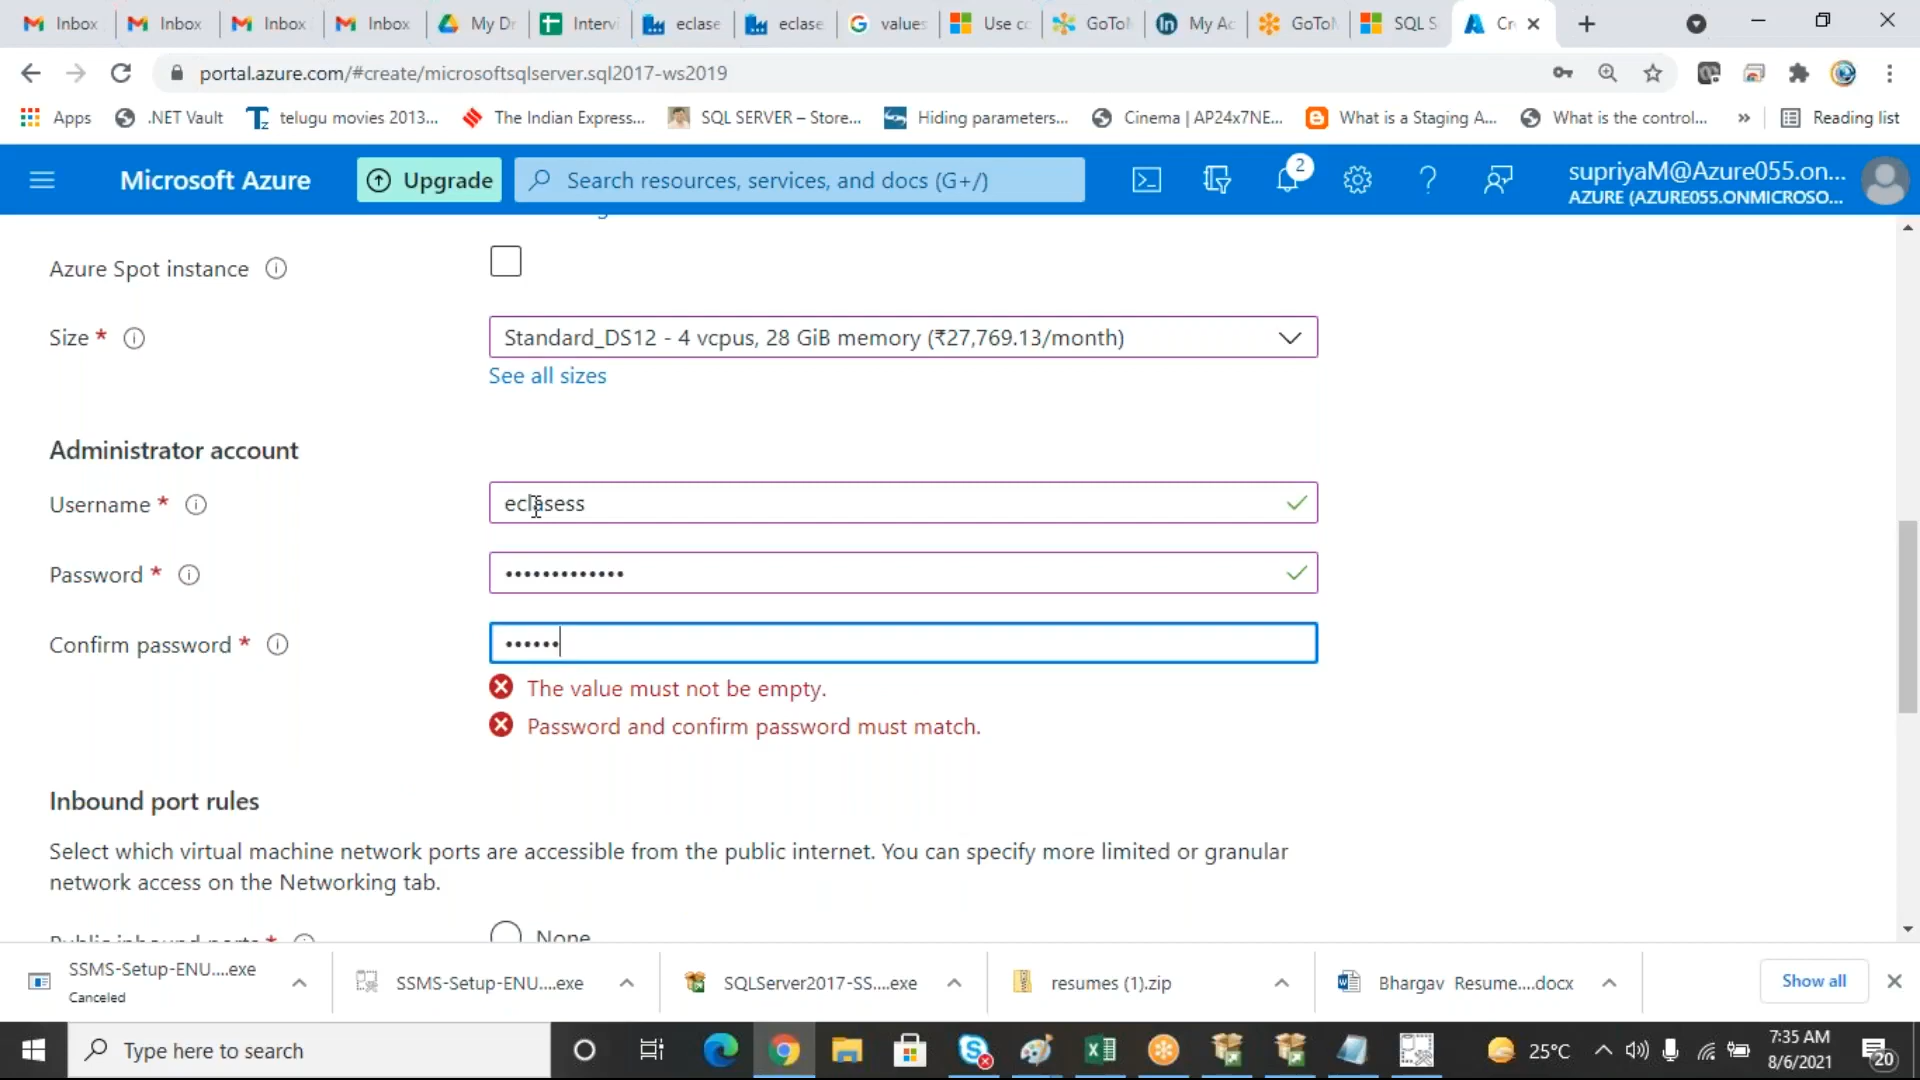 Inbox
Inbox
Inbox
Inbox
My Dr
Intervi
eclase
eclase
values
Use co
GoToM
My Ac
GoToM
SQL S
Cr
portal.azure.com/#create/microsoftsqlserver.sql2017-ws2019
Apps
.NET Vault
telugu movies 2013...
The Indian Express...
SQL SERVER – Store...
Hiding parameters...
Cinema | AP24x7NE...
What is a Staging A...
What is the control...
»
Reading list
Microsoft Azure
Upgrade
Search resources, services, and docs (G+/)
2
supriyaM@Azure055.on...
AZURE (AZURE055.ONMICROSO...
Azure Spot instance
Size *
Standard_DS12 - 4 vcpus, 28 GiB memory (₹27,769.13/month)
See all sizes
Administrator account
Username *
eclasess
Password *
•••••••••••••
Confirm password *
••••••
The value must not be empty.
Password and confirm password must match.
Inbound port rules
Select which virtual machine network ports are accessible from the public internet. You can specify more limited or granular
network access on the Networking tab.
Public inbound ports *
None
SSMS-Setup-ENU....exe
Canceled
SSMS-Setup-ENU....exe
SQLServer2017-SS....exe
resumes (1).zip
Bhargav Resume....docx
Show all
Type here to search
25°C
7:35 AM
8/6/2021
20